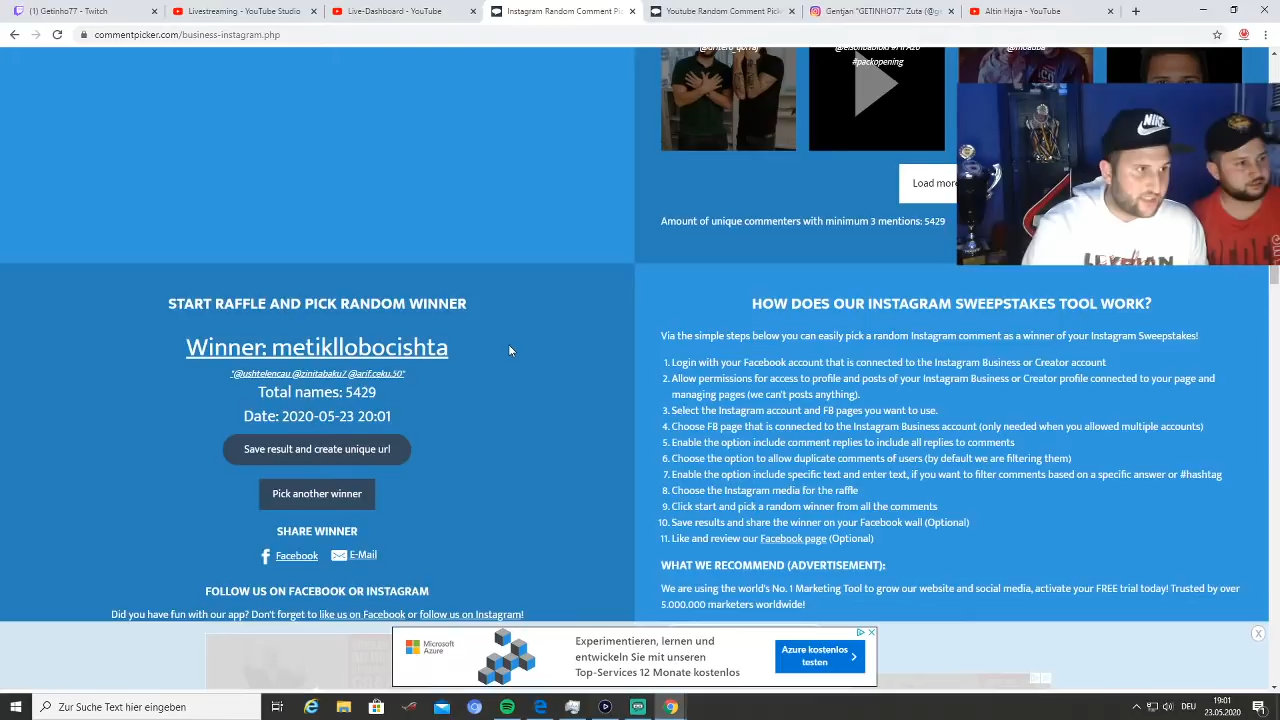 (1) Getinho77 - Twitch
Livestreaming - YouTube Studio
Live-Dashboard - YouTube
Instagram Random Comment Pic
Youtube Random Comment Picker
Gentjan "GETINHO77" Zuta (@g
Altin Hajra - YouTube
commentpicker.com/business-instagram.php
#packopening
Load more
Amount of unique commenters with minimum 3 mentions: 5429
NIKE
START RAFFLE AND PICK RANDOM WINNER
Winner: metikllobocishta
"@ushtelencau @zinitabaku7 @arif.ceku.50"
Total names: 5429
Date: 2020-05-23 20:01
Save result and create unique url
Pick another winner
SHARE WINNER
Facebook
E-Mail
FOLLOW US ON FACEBOOK OR INSTAGRAM
Did you have fun with our app? Don't forget to like us on Facebook or follow us on Instagram!
HOW DOES OUR INSTAGRAM SWEEPSTAKES TOOL WORK?
Via the simple steps below you can easily pick a random Instagram comment as a winner of your Instagram Sweepstakes!
1. Login with your Facebook account that is connected to the Instagram Business or Creator account
2. Allow permissions for access to profile and posts of your Instagram Business or Creator profile connected to your page and
managing pages (we can't posts anything).
3. Select the Instagram account and FB pages you want to use.
4. Choose FB page that is connected to the Instagram Business account (only needed when you allowed multiple accounts)
5. Enable the option include comment replies to include all replies to comments
6. Choose the option to allow duplicate comments of users (by default we are filtering them)
7. Enable the option include specific text and enter text, if you want to filter comments based on a specific answer or #hashtag
8. Choose the Instagram media for the raffle
9. Click start and pick a random winner from all the comments
10. Save results and share the winner on your Facebook wall (Optional)
11. Like and review our Facebook page (Optional)
WHAT WE RECOMMEND (ADVERTISEMENT):
We are using the world's No. 1 Marketing Tool to grow our website and social media, activate your FREE trial today! Trusted by over
5.000.000 marketers worldwide!
Microsoft
Azure
Experimentieren, lernen und
entwickeln Sie mit unseren
Top-Services 12 Monate kostenlos
Azure kostenlos
testen
Zur Suche Text hier eingeben
DEU
19:01
23.05.2020